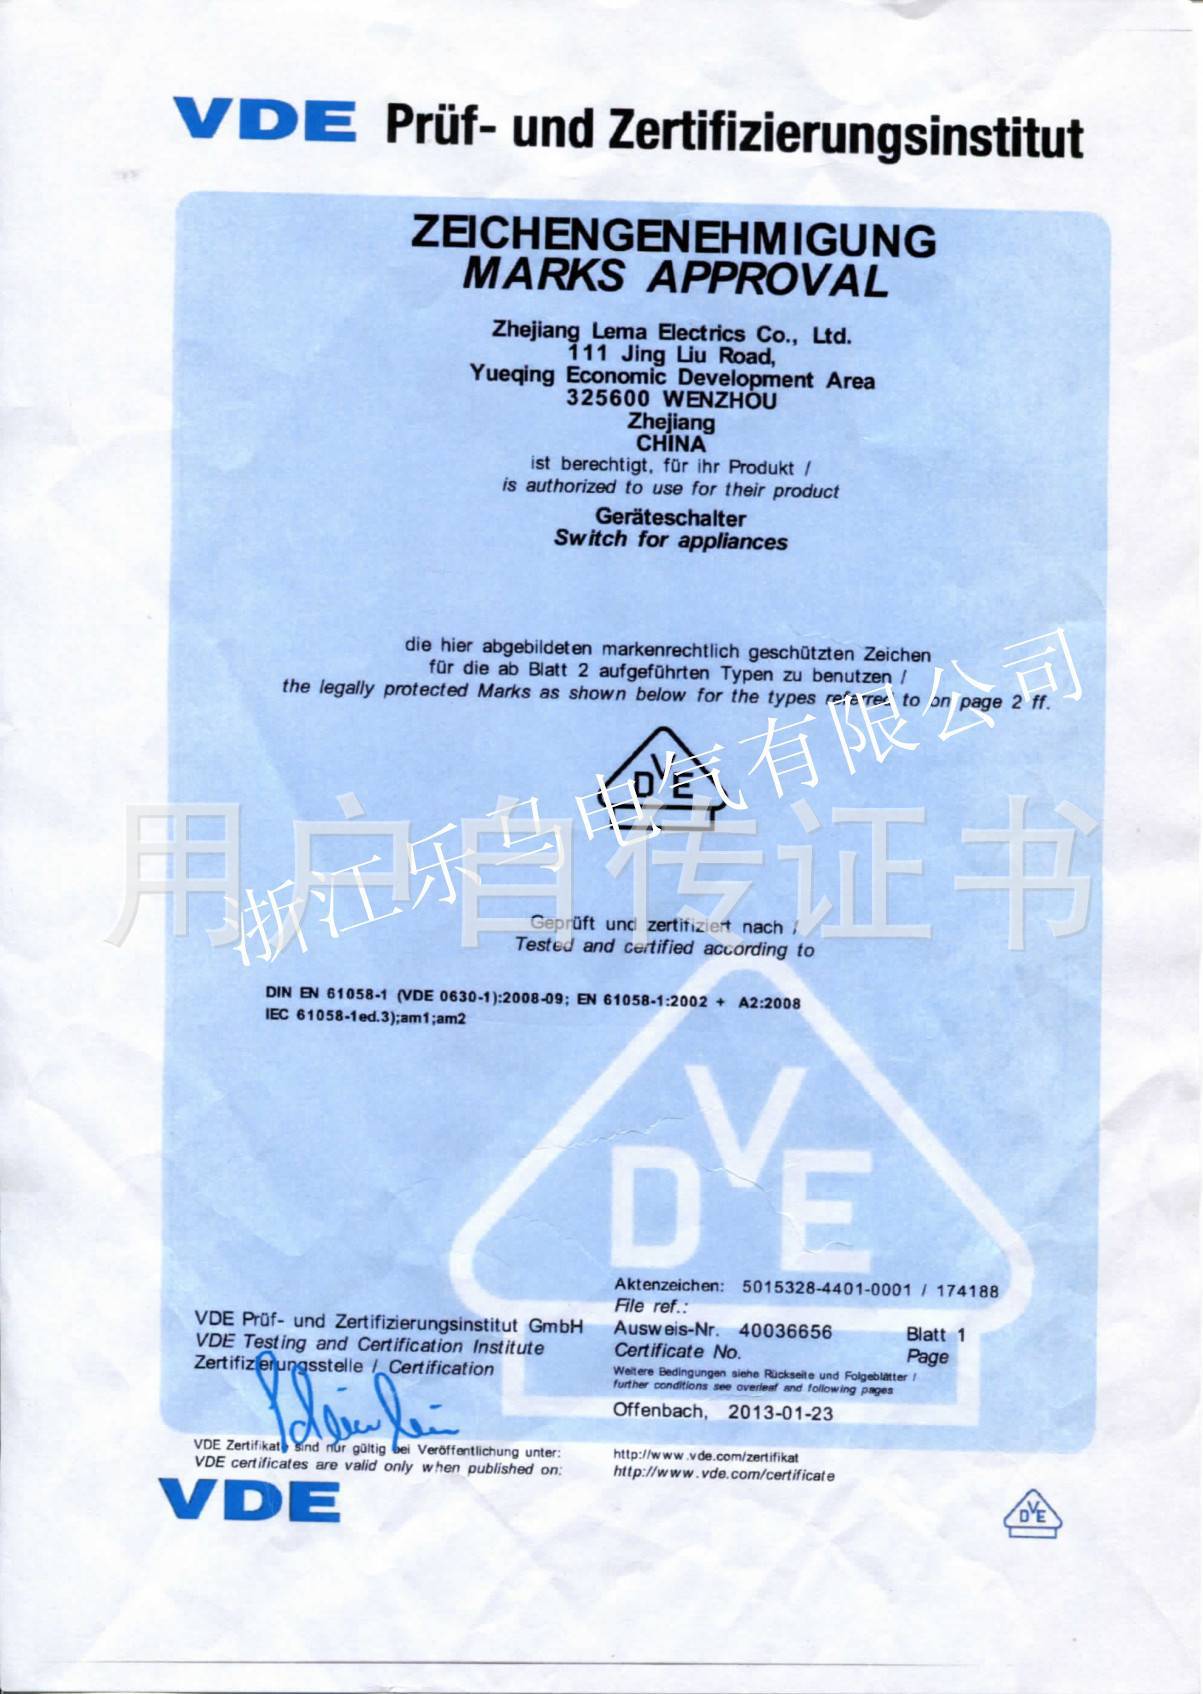 VDE Prüf- und Zertifizierungsinstitut
ZEICHENGENEHMIGUNG
MARKS APPROVAL
Zhejiang Lema Electrics Co., Ltd.
111 Jing Liu Road,
Yueqing Economic Development Area
325600 WENZHOU
Zhejiang
CHINA
ist berechtigt, für ihr Produkt /
is authorized to use for their product
Geräteschalter
Switch for appliances
die hier abgebildeten markenrechtlich geschützten Zeichen
für die ab Blatt 2 aufgeführten Typen zu benutzen /
the legally protected Marks as shown below for the types referred to on page 2 ff.
DVE
浙江乐马电气有限公司
用户自传证书
Geprüft und zertifiziert nach /
Tested and certified according to
DIN EN 61058-1 (VDE 0630-1):2008-09; EN 61058-1:2002 + A2:2008
IEC 61058-1ed.3);am1;am2
DVE
Aktenzeichen: 5015328-4401-0001 / 174188
File ref.:
VDE Prüf- und Zertifizierungsinstitut GmbH
VDE Testing and Certification Institute
Zertifizierungsstelle / Certification
Ausweis-Nr. 40036656 Blatt 1
Certificate No. Page
Weitere Bedingungen siehe Rückseite und Folgeblätter /
further conditions see overleaf and following pages
Offenbach, 2013-01-23
VDE Zertifikate sind nur gültig bei Veröffentlichung unter: http://www.vde.com/zertifikat
VDE certificates are valid only when published on: http://www.vde.com/certificate
VDE
DVE